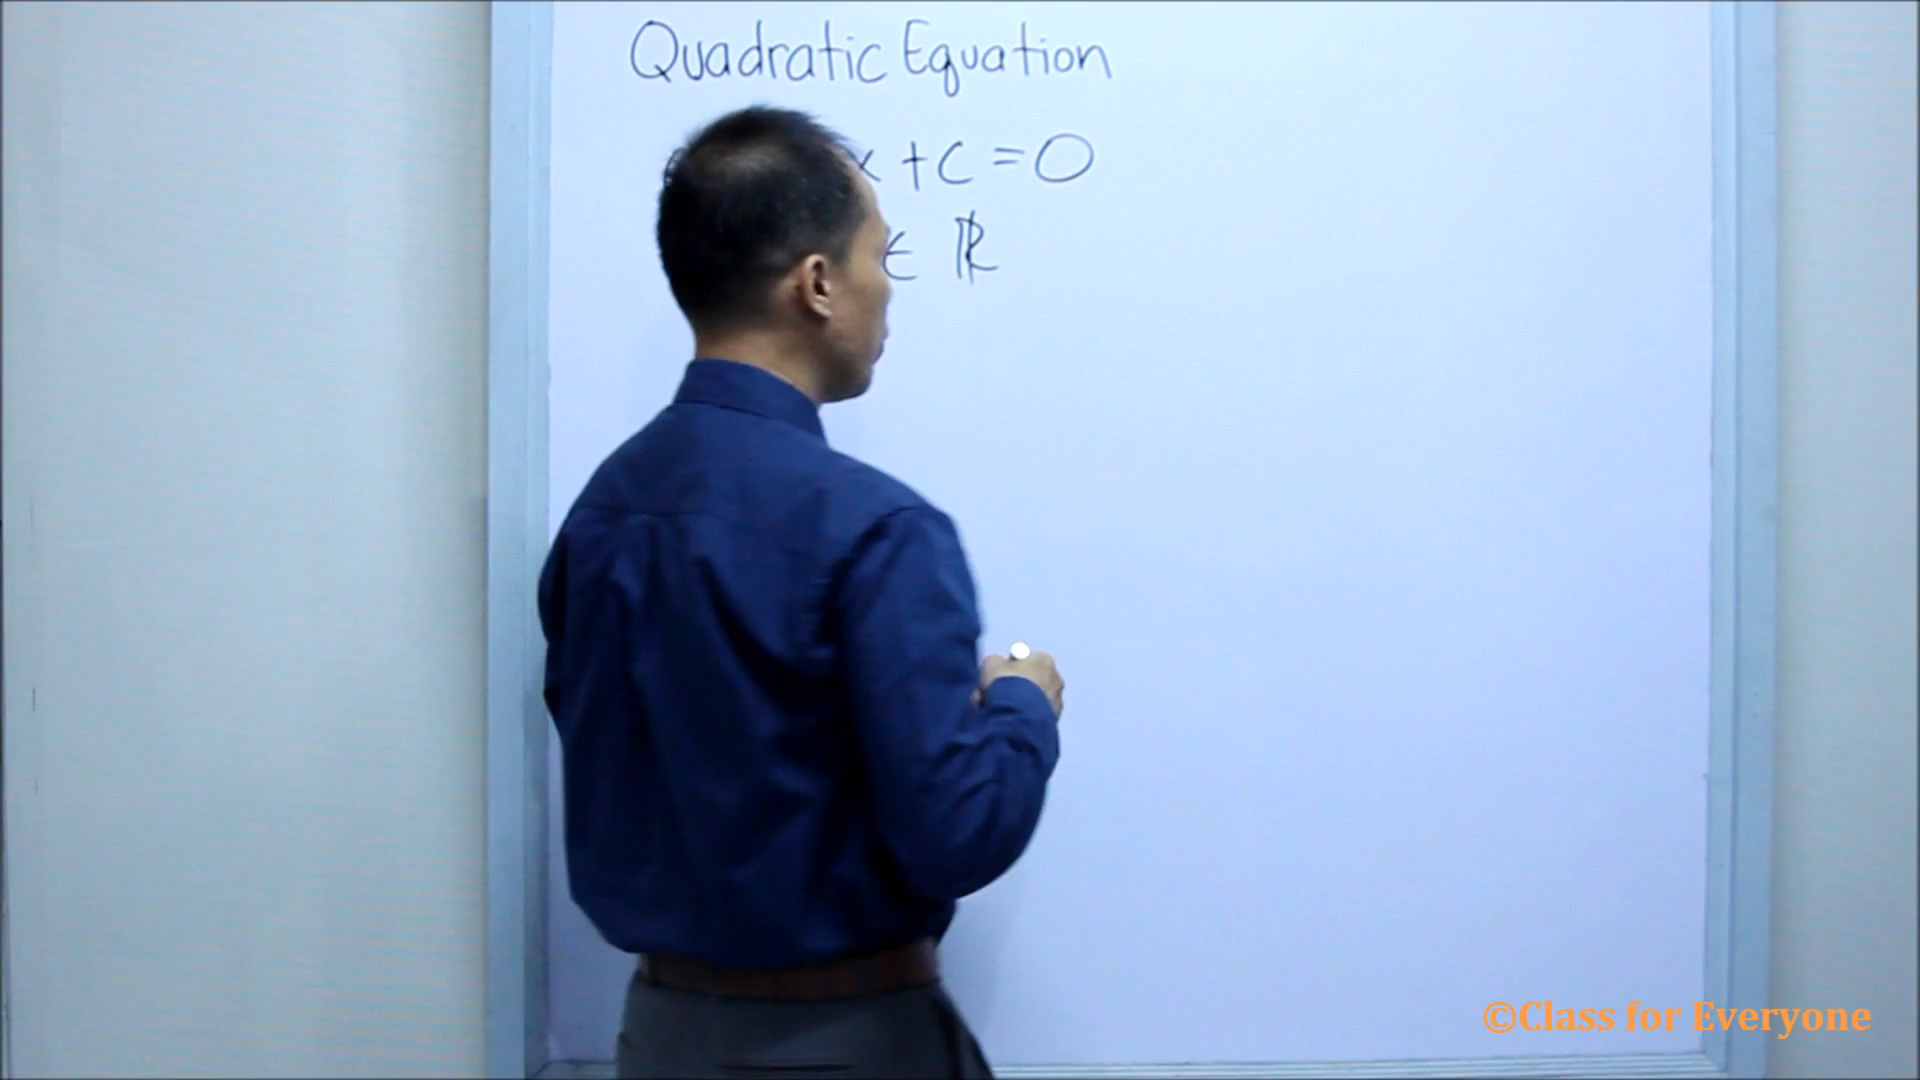 Quadratic Equation
x + c = 0
∈ ℝ
©Class for Everyone